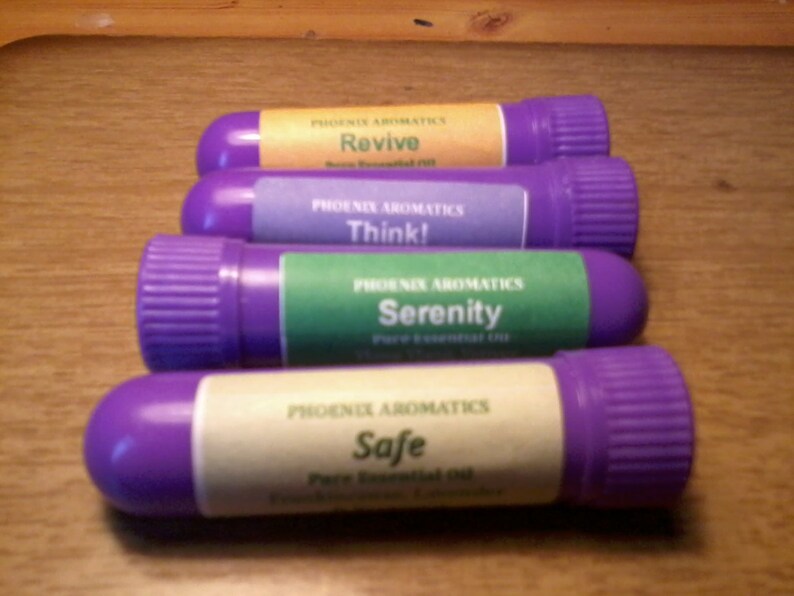 PHOENIX AROMATICS
Revive
Pure Essential Oil
PHOENIX AROMATICS
Think!
PHOENIX AROMATICS
Serenity
Pure Essential Oil
PHOENIX AROMATICS
Safe
Pure Essential Oil
Frankincense, Lavender